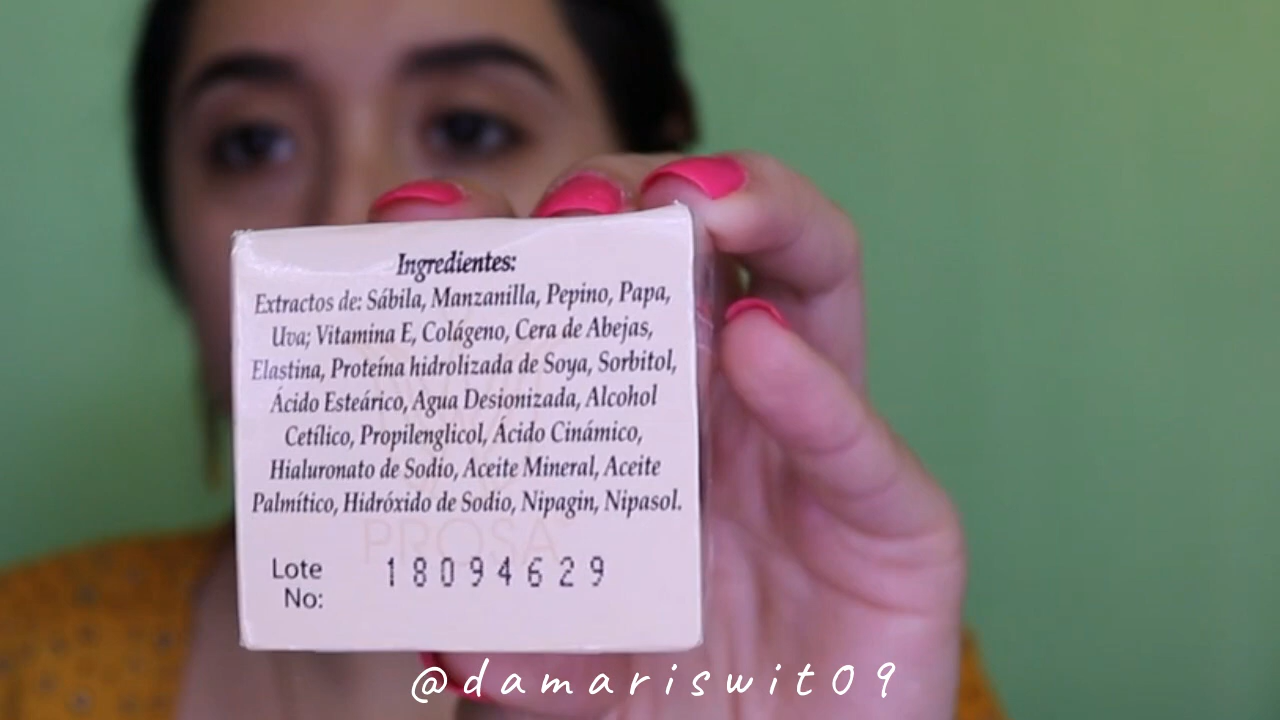 Ingredientes:
Extractos de: Sábila, Manzanilla, Pepino, Papa,
Uva; Vitamina E, Colágeno, Cera de Abejas,
Elastina, Proteína hidrolizada de Soya, Sorbitol,
Ácido Esteárico, Agua Desionizada, Alcohol
Cetílico, Propilenglicol, Ácido Cinámico,
Hialuronato de Sodio, Aceite Mineral, Aceite
Palmítico, Hidróxido de Sodio, Nipagin, Nipasol.
PROSA
Lote 18094629
No:
@damariswit09